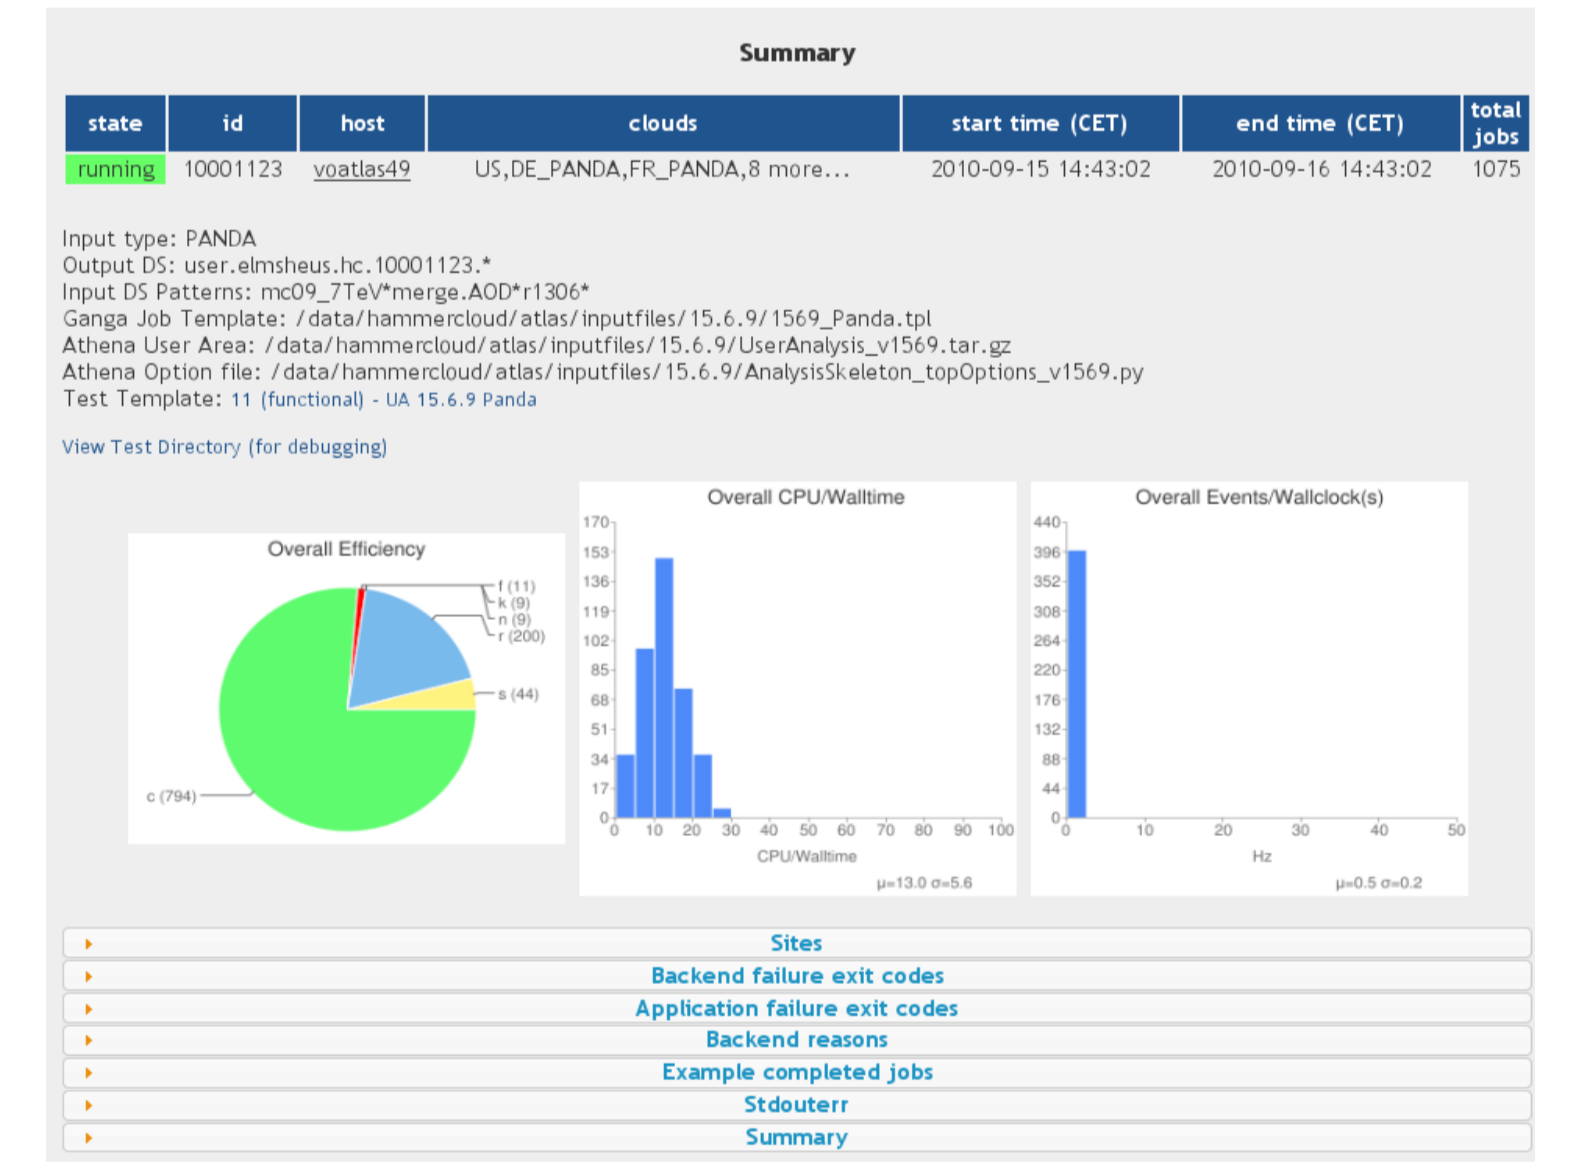 Summary
state id host clouds start time (CET) end time (CET) total jobs
running 10001123 voatlas49 US,DE_PANDA,FR_PANDA,8 more... 2010-09-15 14:43:02 2010-09-16 14:43:02 1075
Input type: PANDA
Output DS: user.elmsheus.hc.10001123.*
Input DS Patterns: mc09_7TeV*merge.AOD*r1306*
Ganga Job Template: /data/hammercloud/atlas/inputfiles/15.6.9/1569_Panda.tpl
Athena User Area: /data/hammercloud/atlas/inputfiles/15.6.9/UserAnalysis_v1569.tar.gz
Athena Option file: /data/hammercloud/atlas/inputfiles/15.6.9/AnalysisSkeleton_topOptions_v1569.py
Test Template: 11 (functional) - UA 15.6.9 Panda
View Test Directory (for debugging)
Overall Efficiency
f (11)
k (9)
n (9)
r (200)
s (44)
c (794)
Overall CPU/Walltime
170
153
136
119
102
85
68
51
34
17
0
0 10 20 30 40 50 60 70 80 90 100
CPU/Walltime
μ=13.0 σ=5.6
Overall Events/Wallclock(s)
440
396
352
308
264
220
176
132
88
44
0
0 10 20 30 40 50
Hz
μ=0.5 σ=0.2
Sites
Backend failure exit codes
Application failure exit codes
Backend reasons
Example completed jobs
Stdouterr
Summary